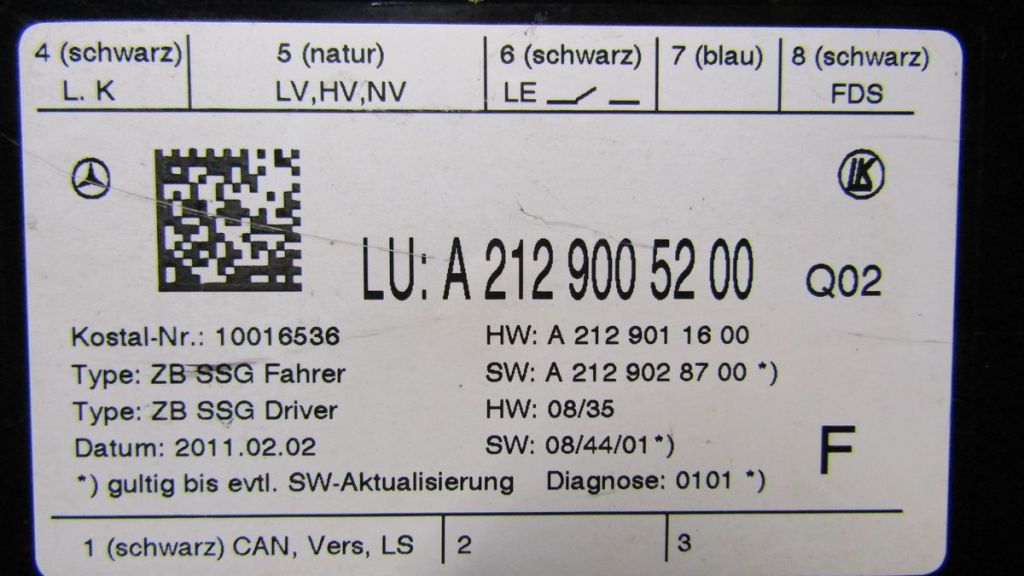 4 (schwarz) 5 (natur) 6 (schwarz) 7 (blau) 8 (schwarz)
L. K LV,HV,NV LE FDS
LK
LU: A 212 900 52 00 Q02
Kostal-Nr.: 10016536 HW: A 212 901 16 00
Type: ZB SSG Fahrer SW: A 212 902 87 00 *)
Type: ZB SSG Driver HW: 08/35
Datum: 2011.02.02 SW: 08/44/01 *)
F
*) gultig bis evtl. SW-Aktualisierung Diagnose: 0101 *)
1 (schwarz) CAN, Vers, LS 2 3